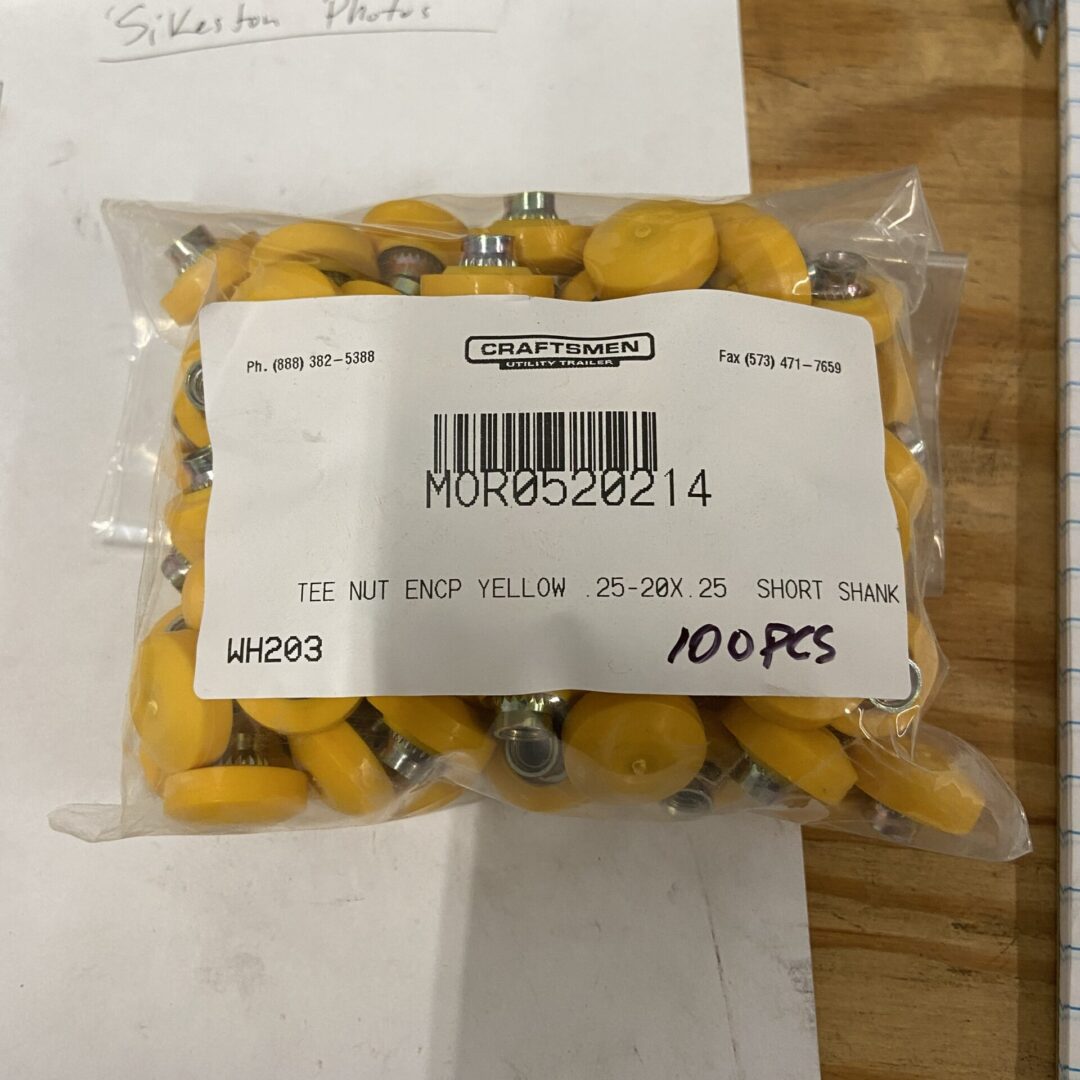 Sikeston Photos
Ph. (888) 382-5388
CRAFTSMEN
UTILITY TRAILER
Fax (573) 471-7659
MOR0520214
TEE NUT ENCP YELLOW .25-20X.25 SHORT SHANK
WH203
100PCS